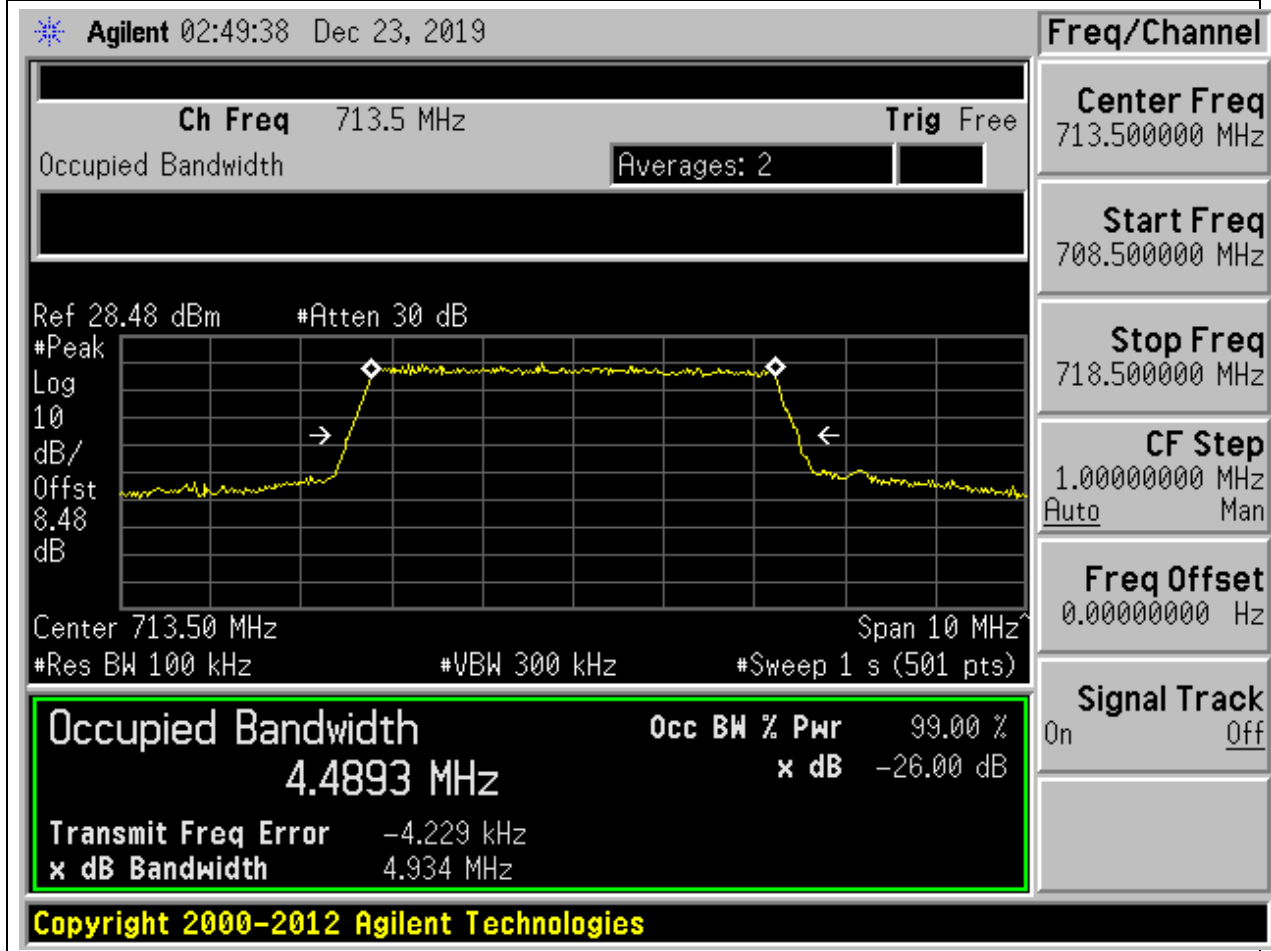 Agilent 02:49:38 Dec 23, 2019
Ch Freq 713.5 MHz Trig Free
Occupied Bandwidth Averages: 2
Ref 28.48 dBm #Atten 30 dB
#Peak
Log
10
dB/
Offst
8.48
dB
Center 713.50 MHz Span 10 MHz^
#Res BW 100 kHz #VBW 300 kHz #Sweep 1 s (501 pts)
Occupied Bandwidth Occ BW % Pwr 99.00 %
4.4893 MHz x dB -26.00 dB
Transmit Freq Error -4.229 kHz
x dB Bandwidth 4.934 MHz
Copyright 2000-2012 Agilent Technologies
Freq/Channel
Center Freq
713.500000 MHz
Start Freq
708.500000 MHz
Stop Freq
718.500000 MHz
CF Step
1.00000000 MHz
Auto Man
Freq Offset
0.00000000 Hz
Signal Track
On Off